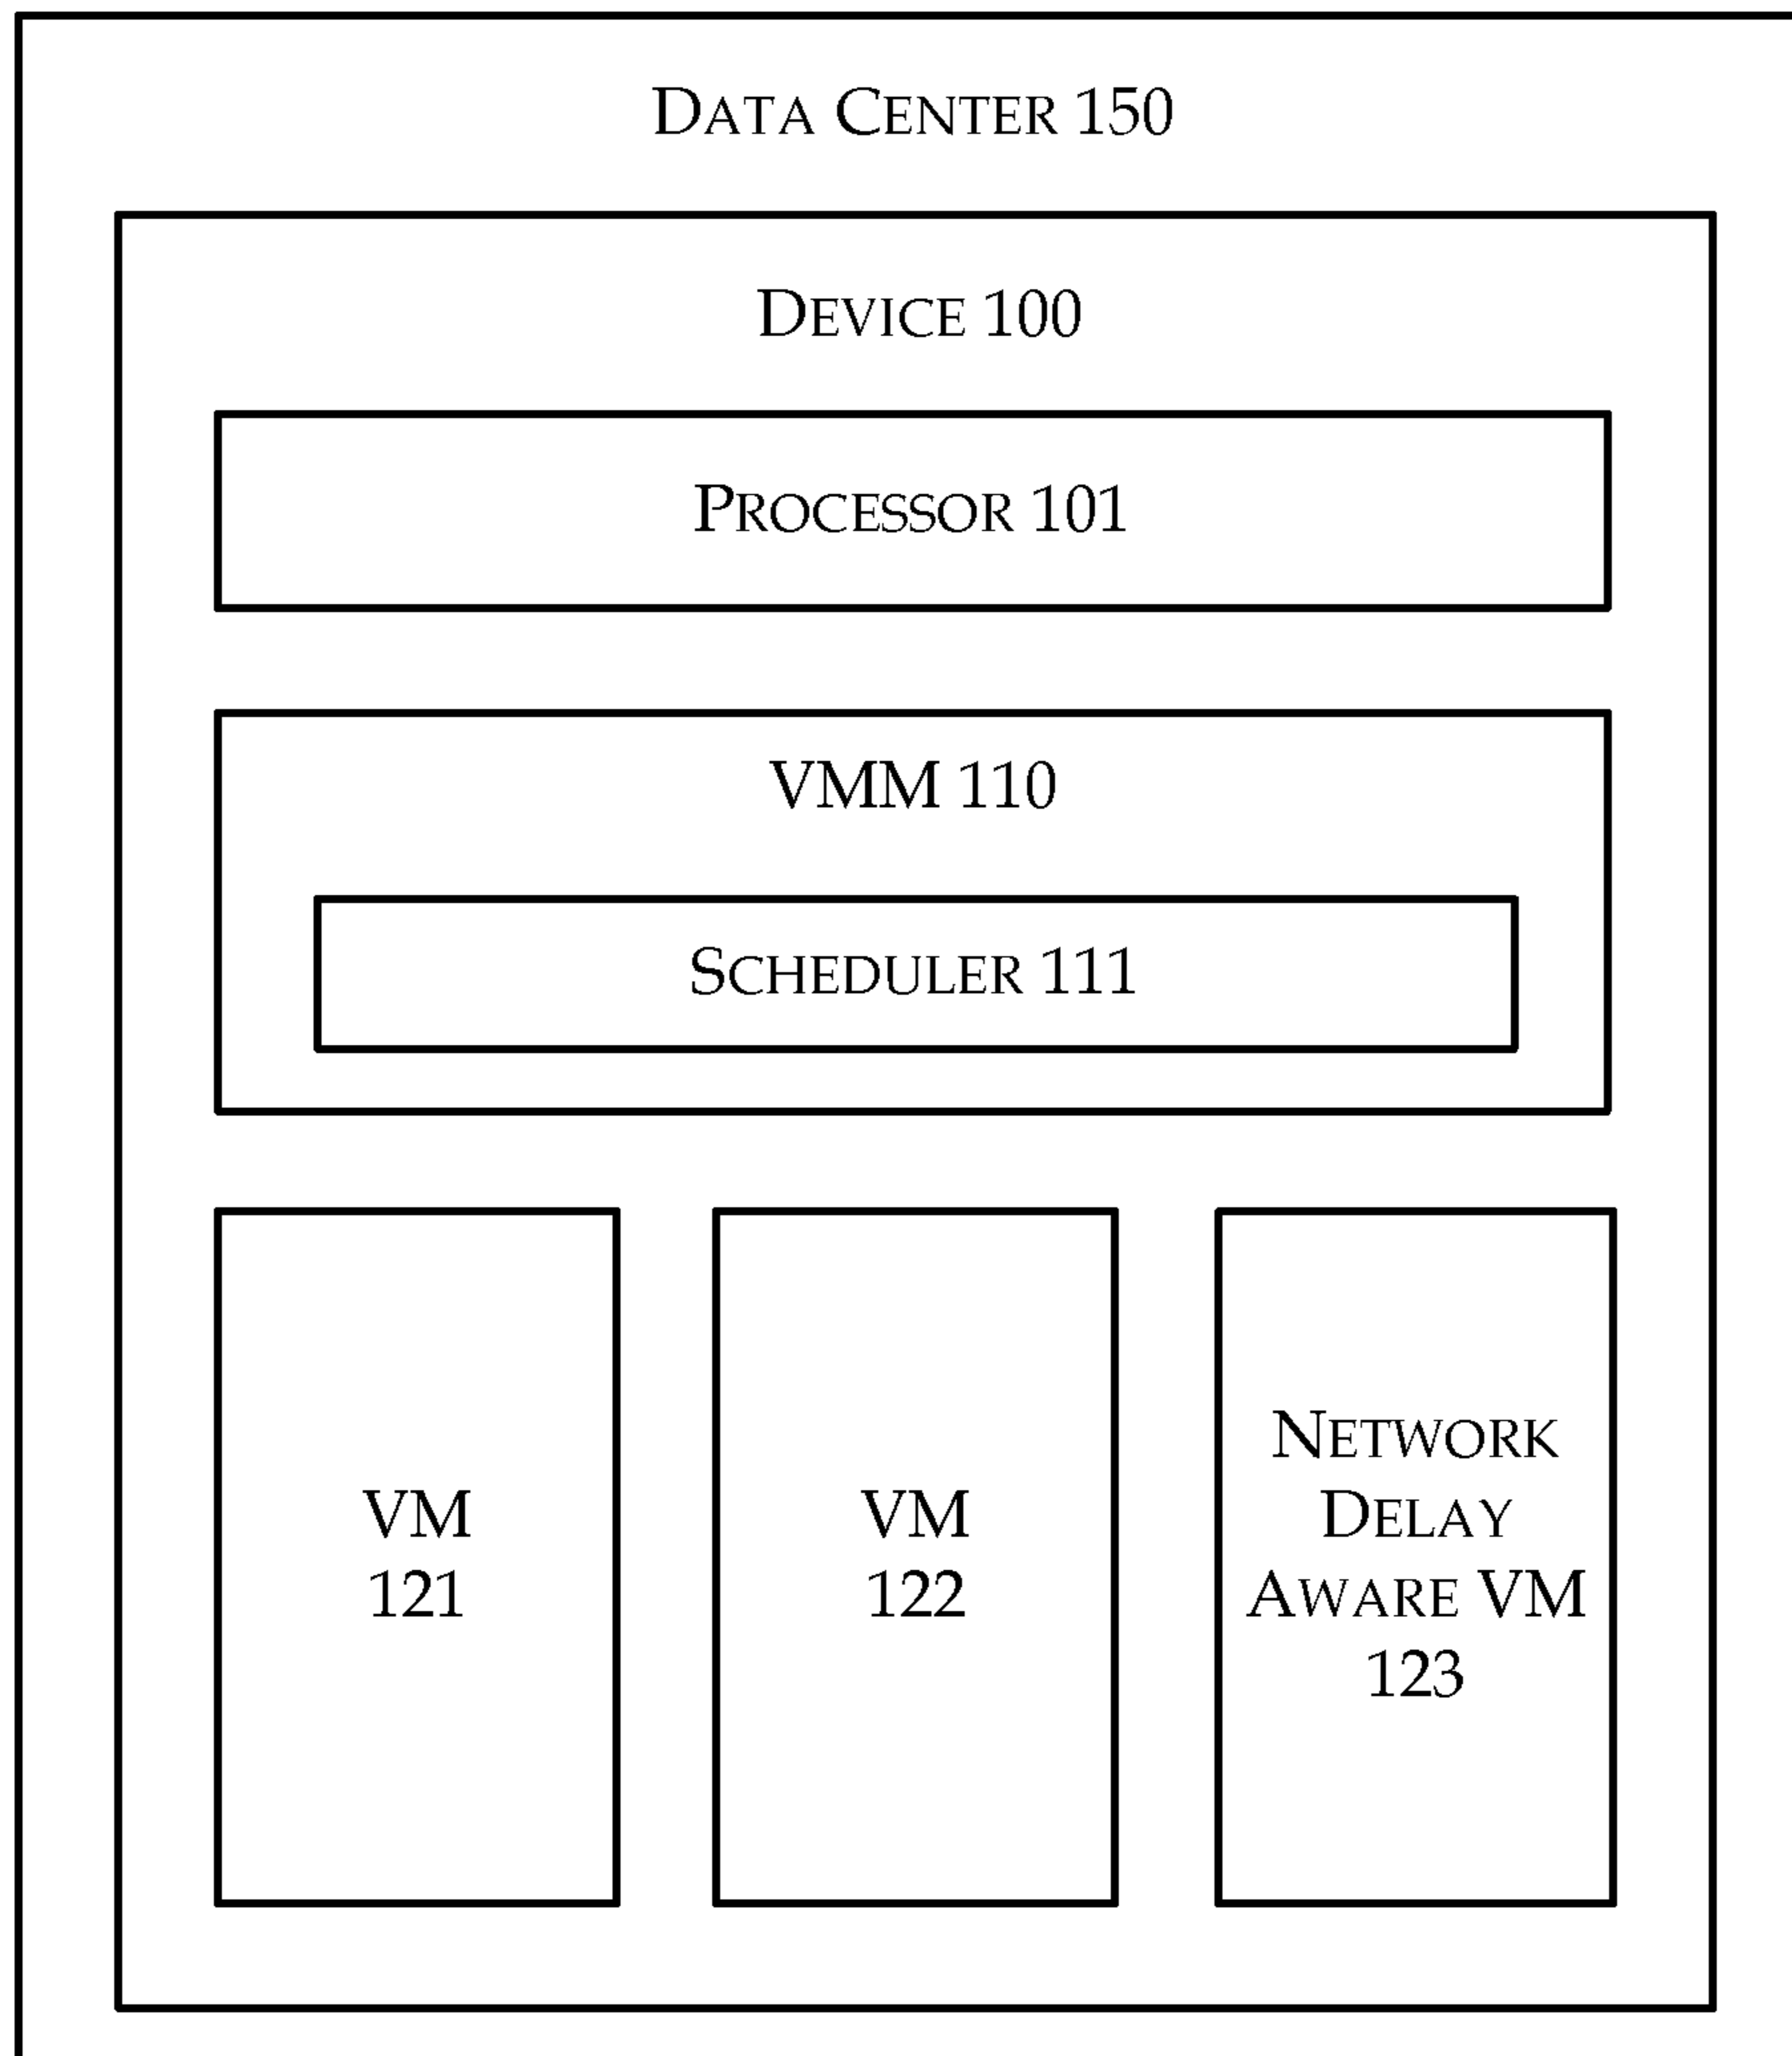 DATA CENTER 150
DEVICE 100
PROCESSOR 101
VMM 110
SCHEDULER 111
VM
121
VM
122
NETWORK
DELAY
AWARE VM
123